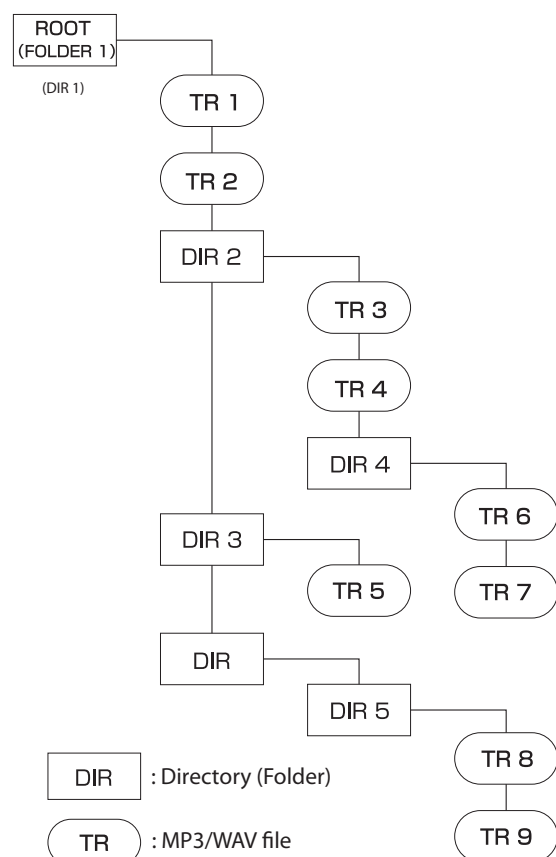 ROOT
(FOLDER 1)
(DIR 1)
TR 1
TR 2
DIR 2
TR 3
TR 4
DIR 4
TR 6
DIR 3
TR 5
TR 7
DIR
DIR 5
TR 8
DIR : Directory (Folder)
TR 9
TR : MP3/WAV file